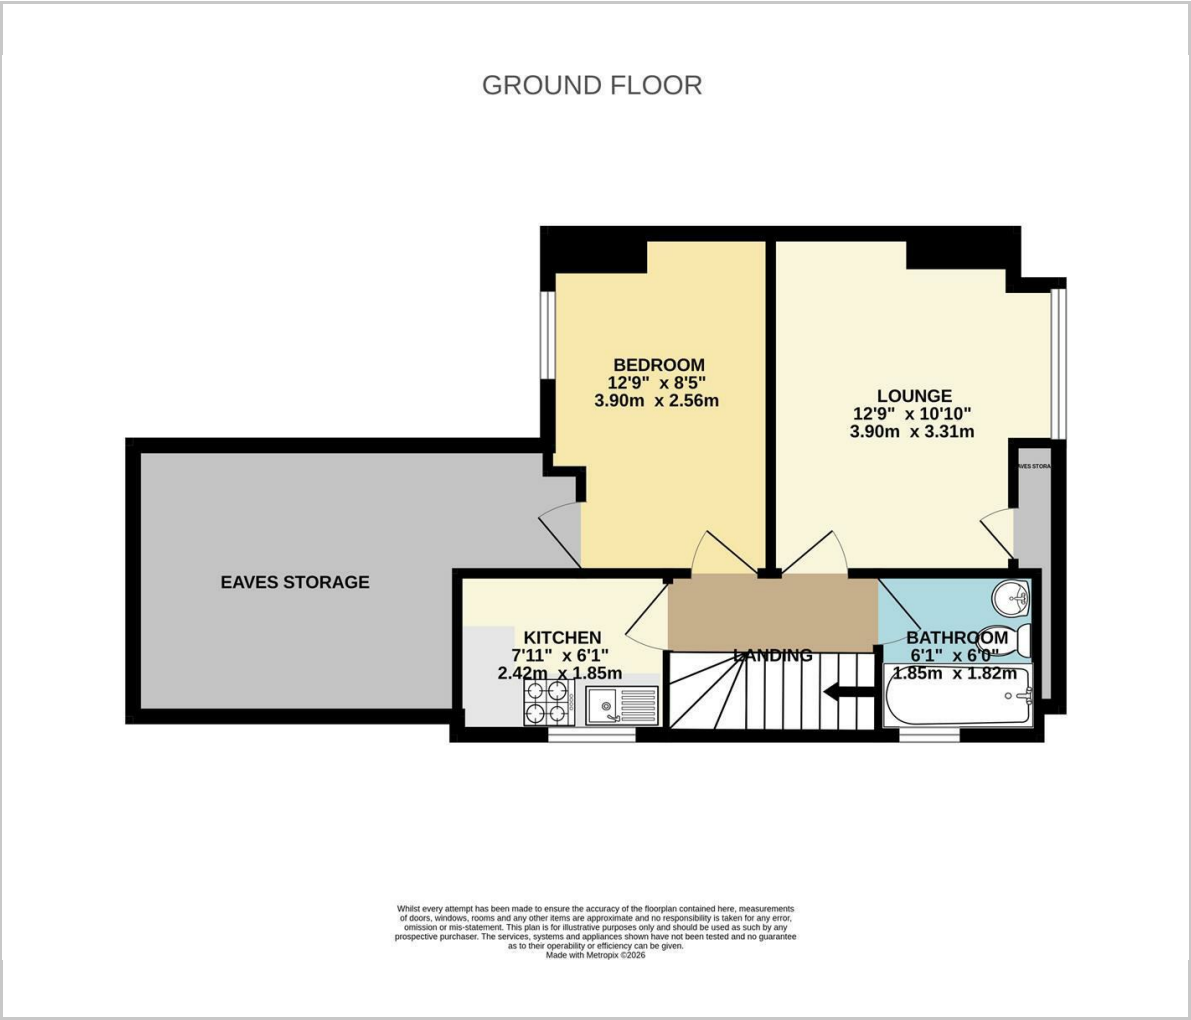 GROUND FLOOR
BEDROOM
12'9" x 8'5"
3.90m x 2.56m
LOUNGE
12'9" x 10'10"
3.90m x 3.31m
AVES STORA
EAVES STORAGE
KITCHEN
7'11" x 6'1"
2.42m x 1.85m
LANDING
BATHROOM
6'1" x 6'0"
1.85m x 1.82m
Whilst every attempt has been made to ensure the accuracy of the floorplan contained here, measurements
of doors, windows, rooms and any other items are approximate and no responsibility is taken for any error,
omission or mis-statement. This plan is for illustrative purposes only and should be used as such by any
prospective purchaser. The services, systems and appliances shown have not been tested and no guarantee
as to their operability or efficiency can be given.
Made with Metropix ©2026